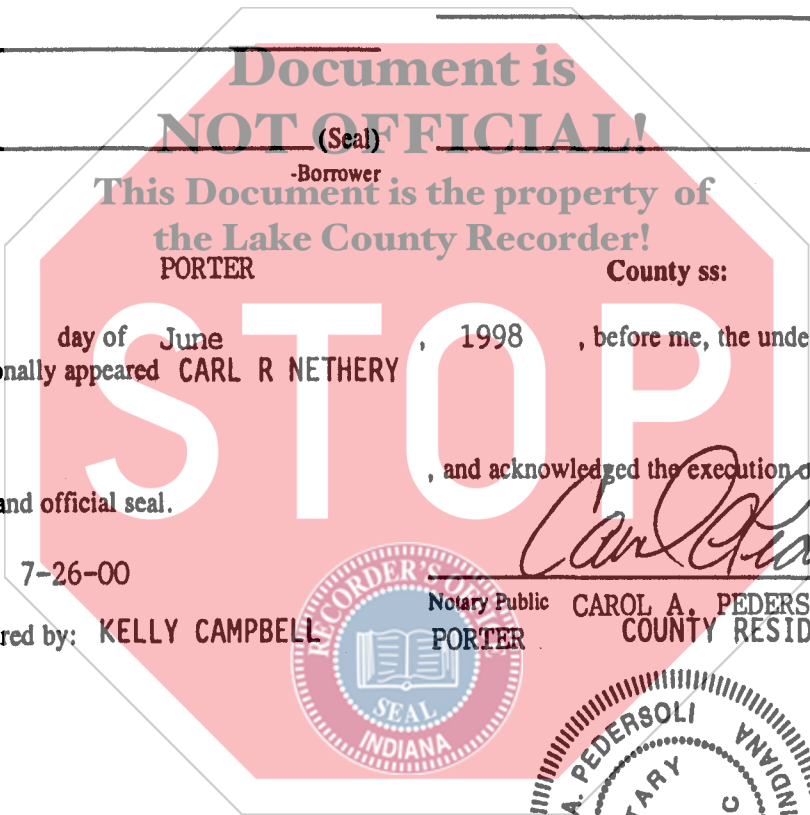 Document is
NOT OFFICIAL!
(Seal)
-Borrower
This Document is the property of
the Lake County Recorder!
PORTER County ss:
STOP
day of June , 1998 , before me, the unde
onally appeared CARL R NETHERY
, and acknowledged the execution o
and official seal.
7-26-00
Notary Public CAROL A. PEDERS
PORTER COUNTY RESID
red by: KELLY CAMPBELL
RECORDER'S OFFICE
SEAL
INDIANA
A. PEDERSOLI
INDIANA